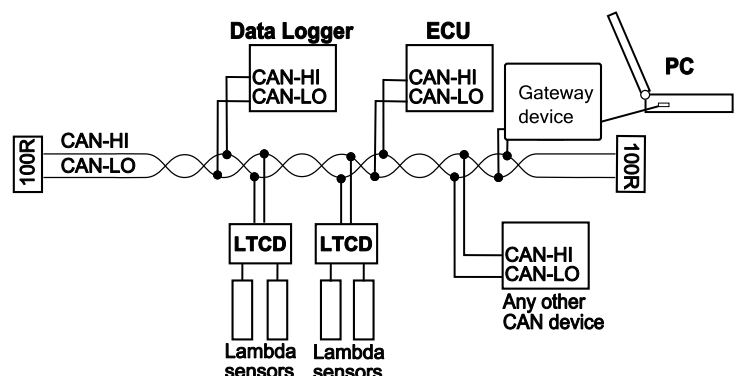 Data Logger
ECU
PC
CAN-HI
CAN-LO
CAN-HI
CAN-LO
Gateway
device
100R
CAN-HI
CAN-LO
100R
LTCD
LTCD
CAN-HI
CAN-LO
Any other
CAN device
Lambda
sensors
Lambda
sensors